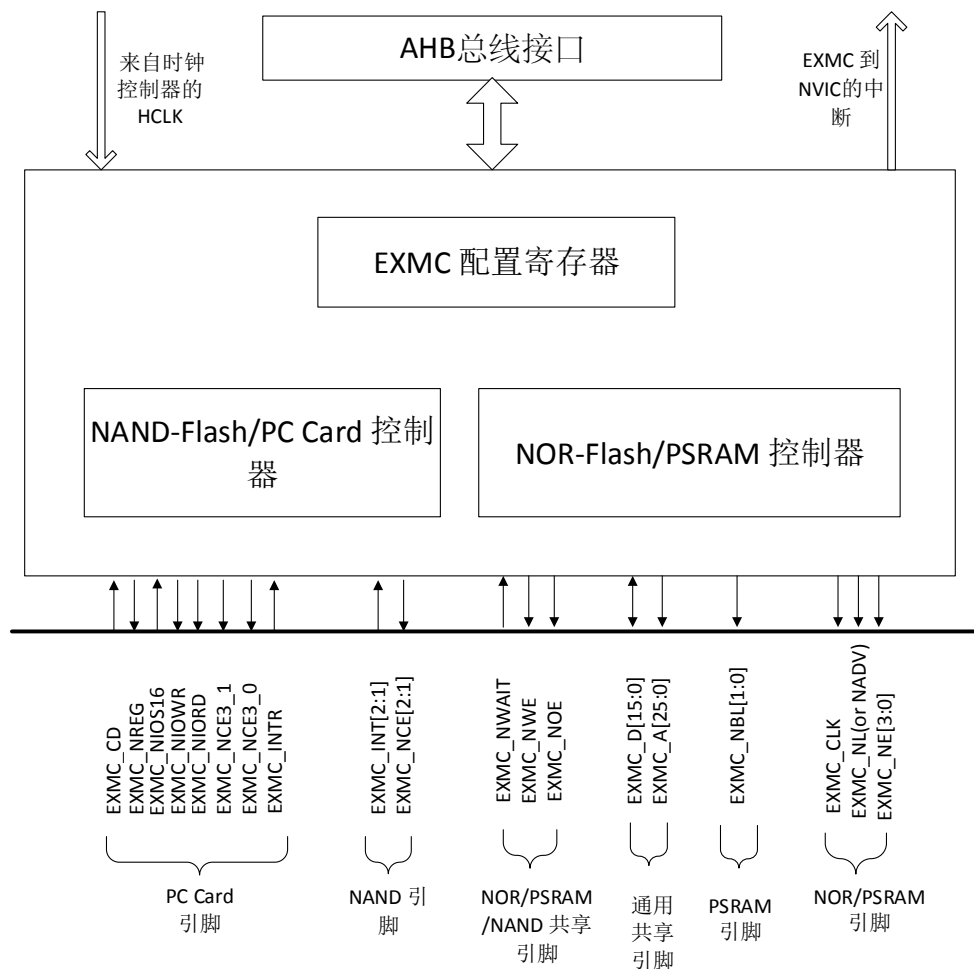 来自时钟
控制器的
HCLK
AHB总线接口
EXMC 到
NVIC的中
断
EXMC 配置寄存器
NAND-Flash/PC Card 控制
器
NOR-Flash/PSRAM 控制器
EXMC_CD
EXMC_NREG
EXMC_NIOS16
EXMC_NIOWR
EXMC_NIORD
EXMC_NCE3_1
EXMC_NCE3_0
EXMC_INTR
EXMC_INT[2:1]
EXMC_NCE[2:1]
EXMC_NWAIT
EXMC_NWE
EXMC_NOE
EXMC_D[15:0]
EXMC_A[25:0]
EXMC_NBL[1:0]
EXMC_CLK
EXMC_NL(or NADV)
EXMC_NE[3:0]
PC Card
引脚
NAND 引
脚
NOR/PSRAM
/NAND 共享
引脚
通用
共享
引脚
PSRAM
引脚
NOR/PSRAM
引脚